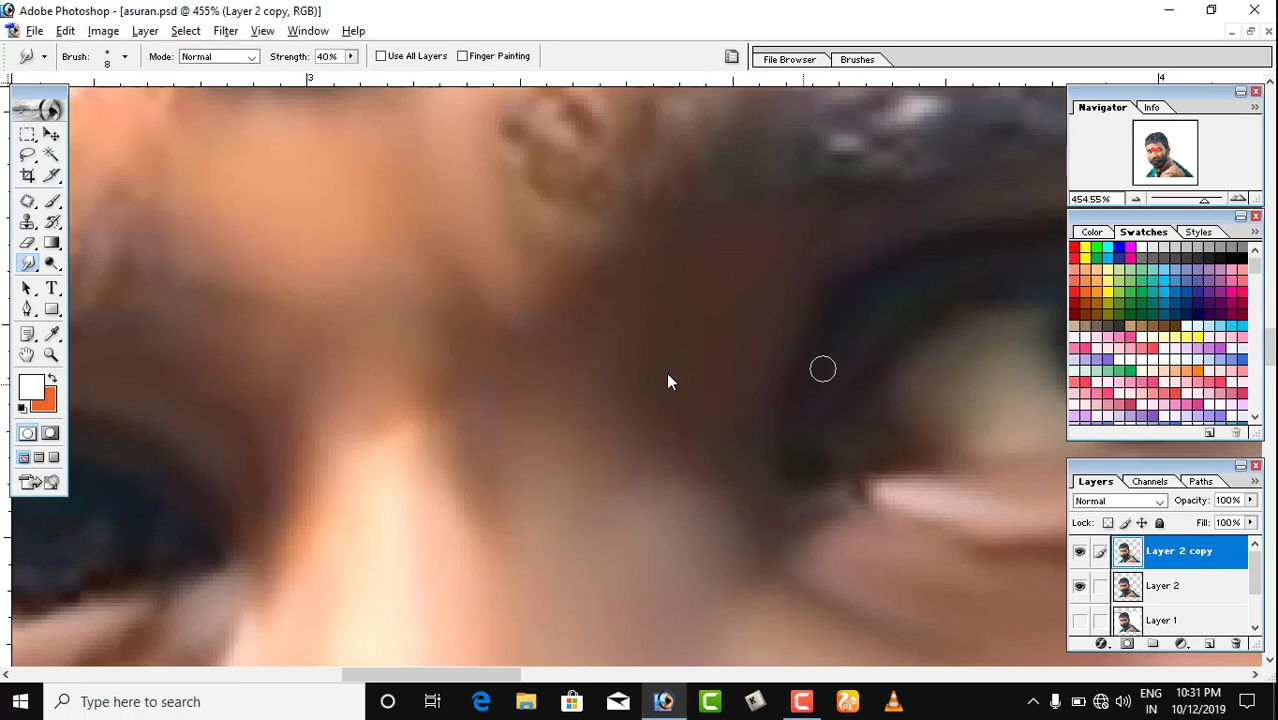 Adobe Photoshop - [asuran.psd @ 455% (Layer 2 copy, RGB)]
File Edit Image Layer Select Filter View Window Help
Brush: 8 Mode: Normal Strength: 40% Use All Layers Finger Painting File Browser Brushes
3 4
Navigator Info
454.55%
Color Swatches Styles
Layers Channels Paths
Normal Opacity: 100%
Lock: Fill: 100%
Layer 2 copy
Layer 2
Layer 1
Type here to search
ENG
IN
10:31 PM
10/12/2019